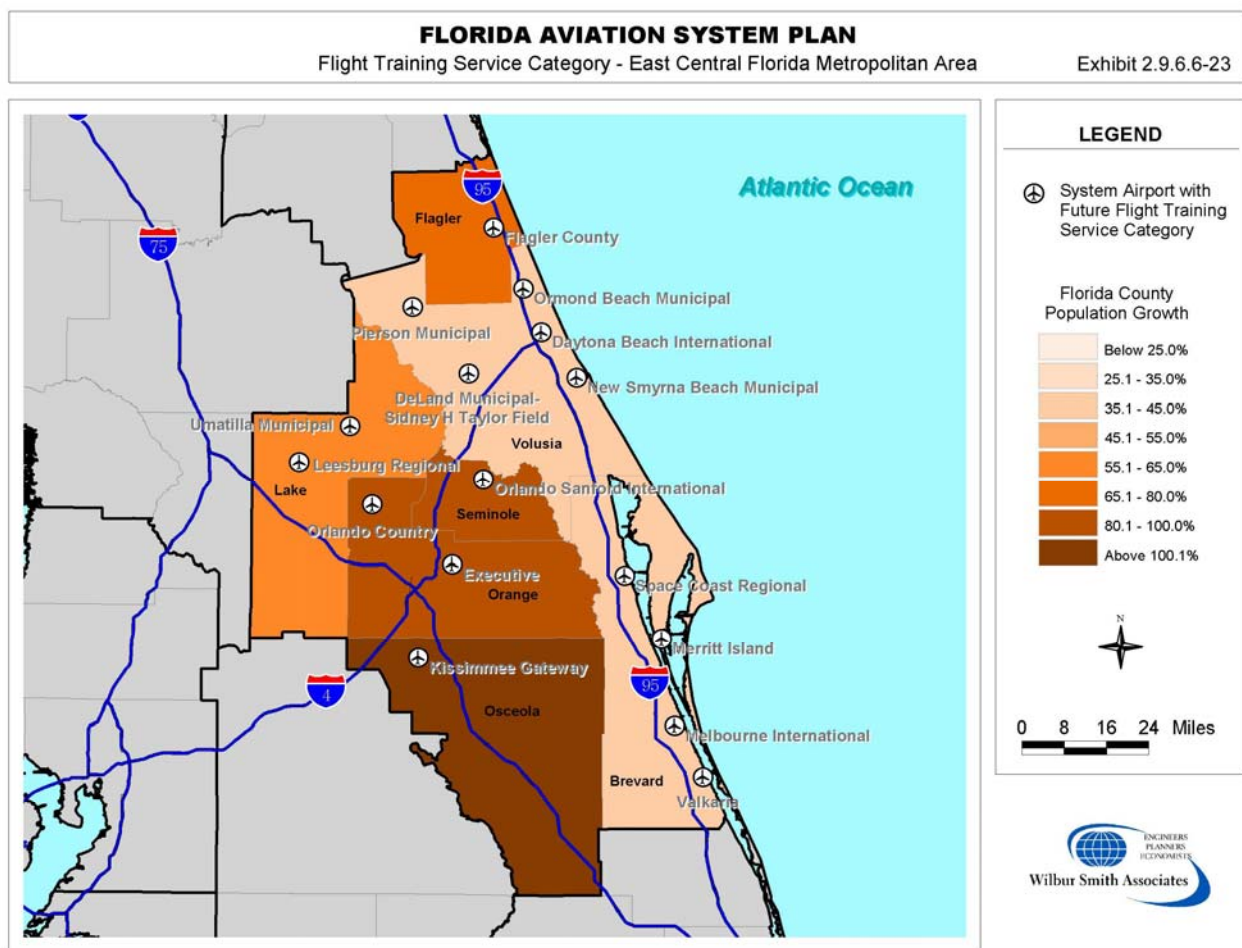 FLORIDA AVIATION SYSTEM PLAN
Flight Training Service Category - East Central Florida Metropolitan Area
Exhibit 2.9.6.6-23
95
Atlantic Ocean
Flagler
75
Flagler County
Ormond Beach Municipal
Pierson Municipal
Daytona Beach International
New Smyrna Beach Municipal
DeLand Municipal-
Sidney H Taylor Field
Umatilla Municipal
Volusia
Leesburg Regional
Lake
Orlando Sanford International
Seminole
Orlando Country
Executive
Orange
Space Coast Regional
Merritt Island
Kissimmee Gateway
4
95
Osceola
Melbourne International
Brevard
Valkaria
LEGEND
System Airport with
Future Flight Training
Service Category
Florida County
Population Growth
Below 25.0%
25.1 - 35.0%
35.1 - 45.0%
45.1 - 55.0%
55.1 - 65.0%
65.1 - 80.0%
80.1 - 100.0%
Above 100.1%
N
0 8 16 24 Miles
ENGINEERS
PLANNERS
ECONOMISTS
Wilbur Smith Associates